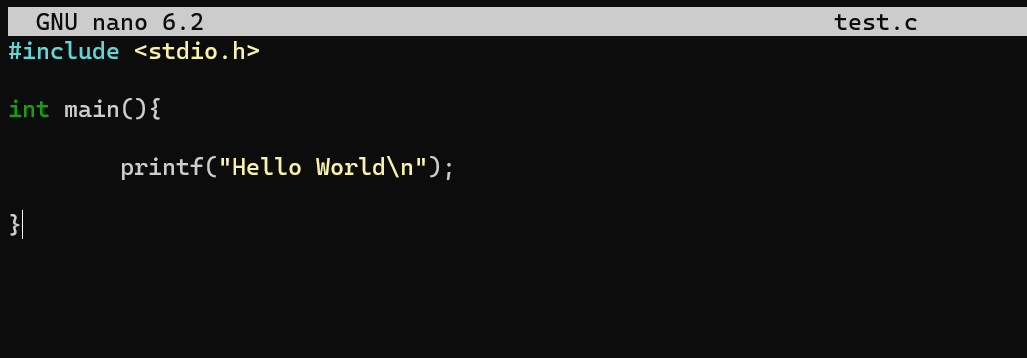 GNU nano 6.2 test.c
#include <stdio.h>
int main(){
printf("Hello World\n");
}